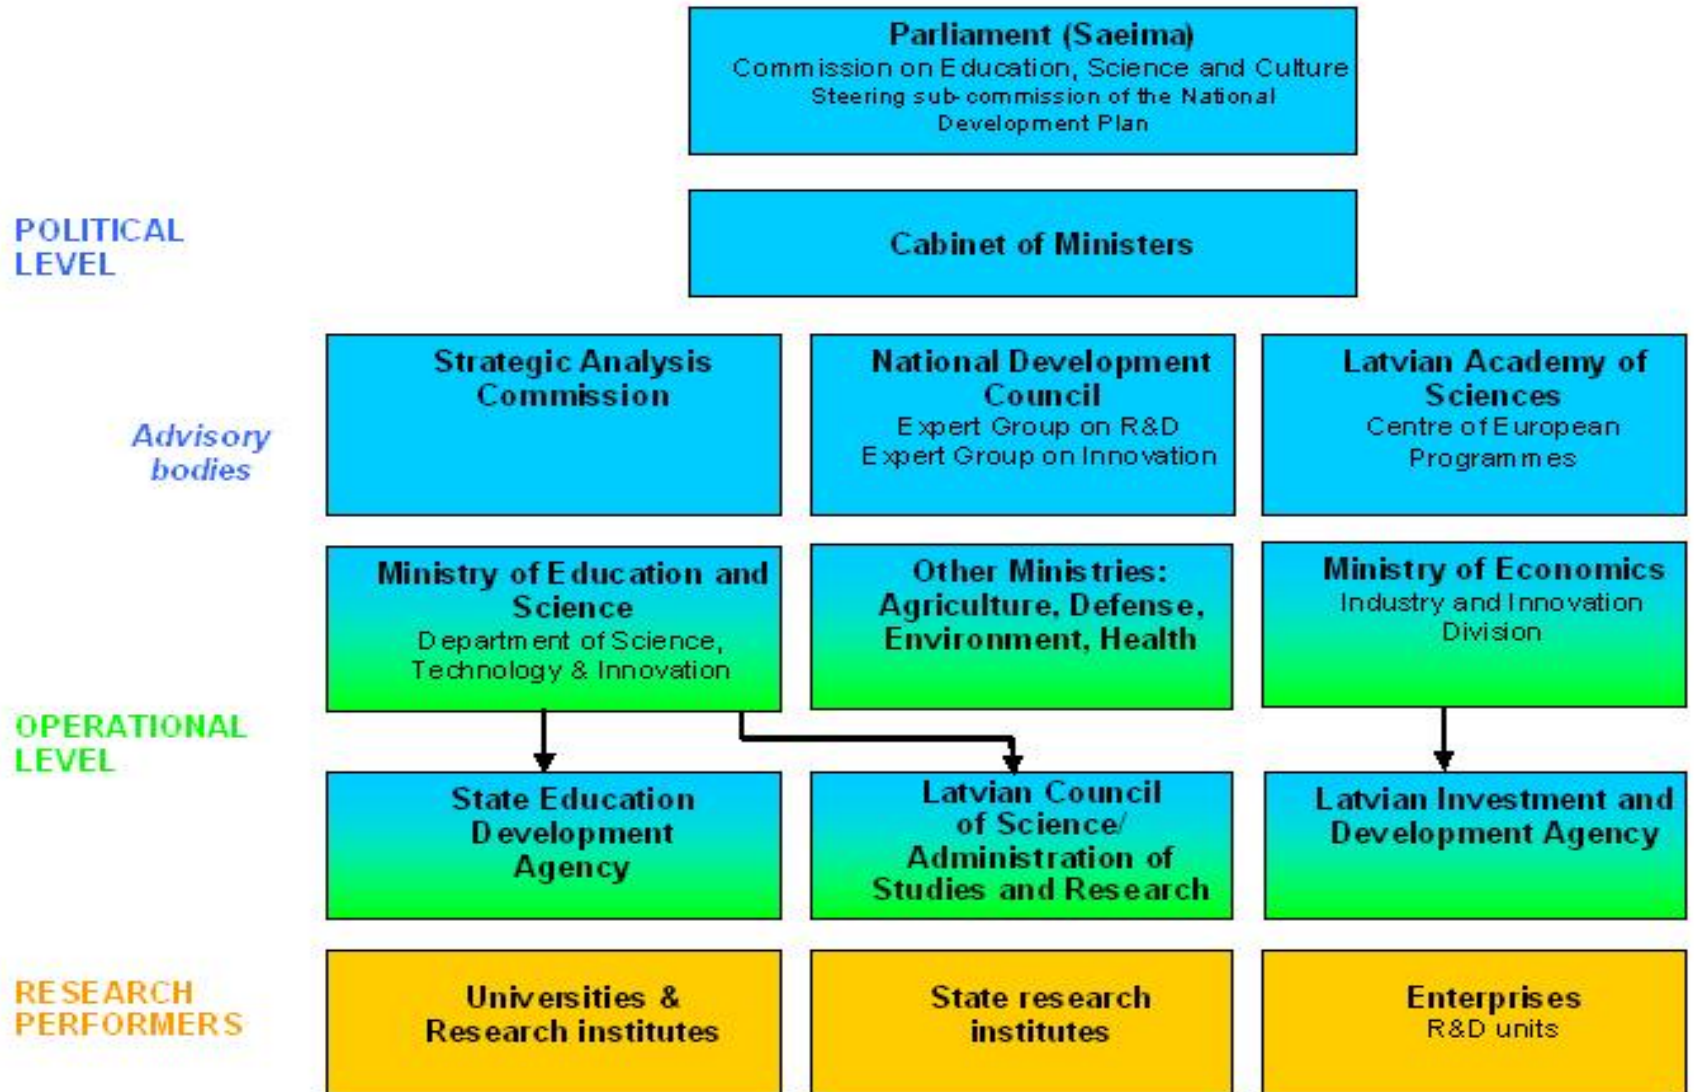 Parliament (Saeima)
Commission on Education, Science and Culture
Steering sub-commission of the National
Development Plan
POLITICAL
LEVEL
Cabinet of Ministers
Advisory
bodies
Strategic Analysis
Commission
National Development
Council
Expert Group on R&D
Expert Group on Innovation
Latvian Academy of
Sciences
Centre of European
Programmes
Ministry of Education and
Science
Department of Science,
Technology & Innovation
Other Ministries:
Agriculture, Defense,
Environment, Health
Ministry of Economics
Industry and Innovation
Division
OPERATIONAL
LEVEL
State Education
Development
Agency
Latvian Council
of Science/
Administration of
Studies and Research
Latvian Investment and
Development Agency
RESEARCH
PERFORMERS
Universities &
Research institutes
State research
institutes
Enterprises
R&D units